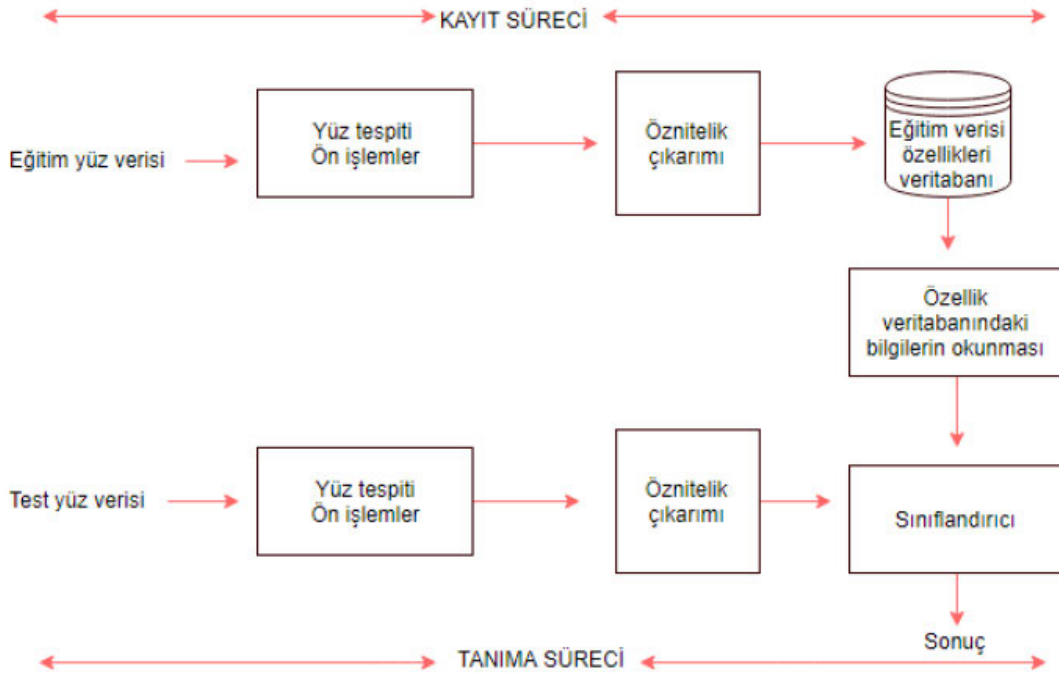 KAYIT SÜRECİ
Eğitim yüz verisi
Yüz tespiti
Ön işlemler
Öznitelik
çıkarımı
Eğitim verisi
özellikleri
veritabanı
Özellik
veritabanındaki
bilgilerin okunması
Test yüz verisi
Yüz tespiti
Ön işlemler
Öznitelik
çıkarımı
Sınıflandırıcı
Sonuç
TANIMA SÜRECİ